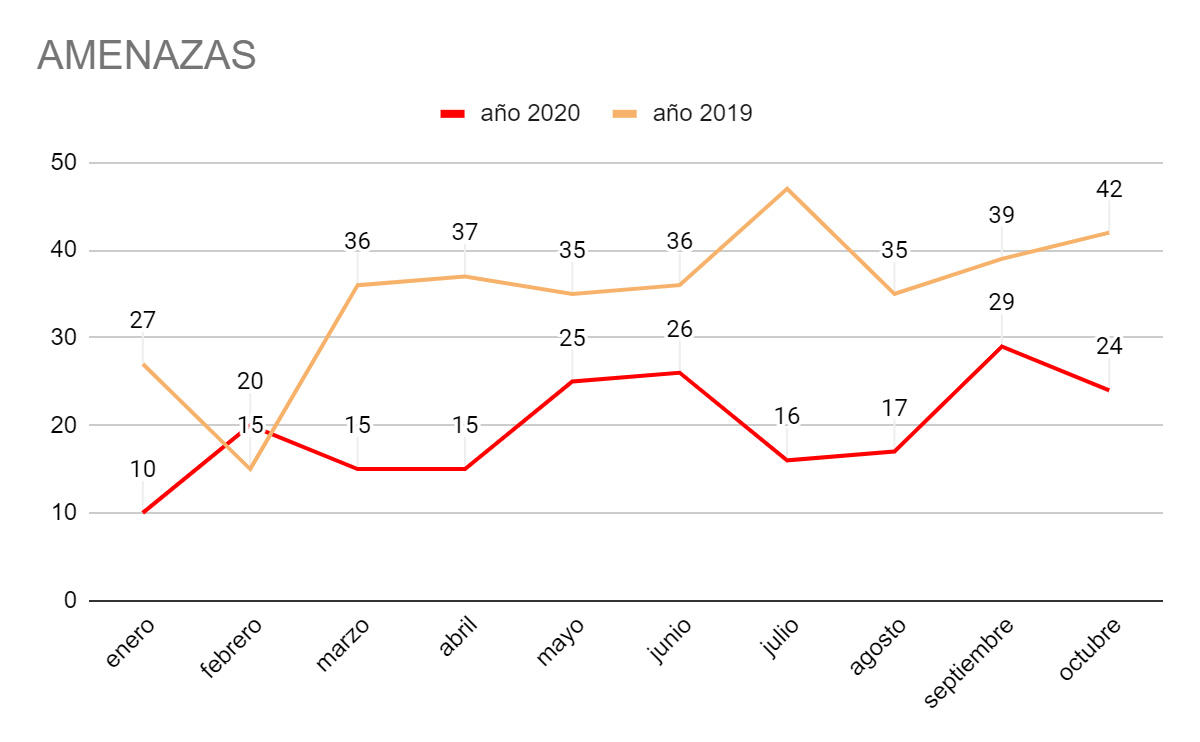 AMENAZAS
año 2020 año 2019
50
42
39
37
36 36
40 35 35
27
30 29
25 26 24
20
20 15 15 15 16 17
10
10
0
enero febrero marzo abril mayo junio julio agosto septiembre octubre